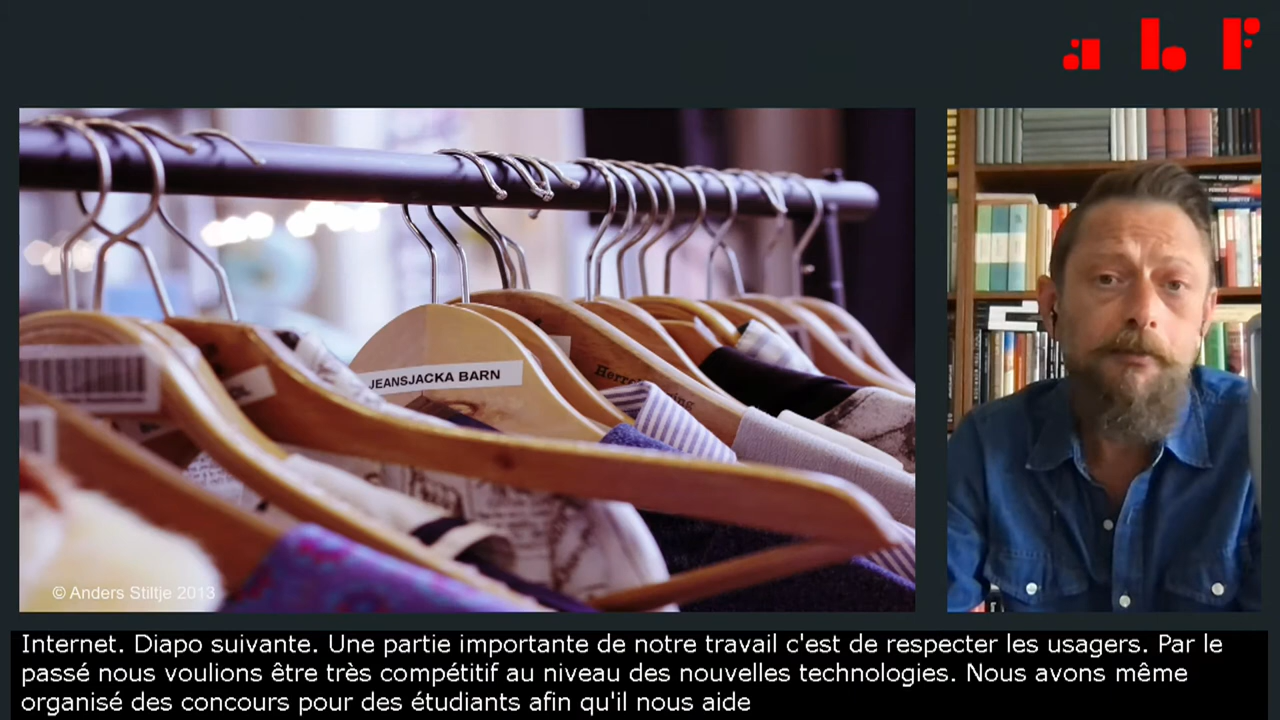 abf
JEANSJACKA BARN
© Anders Stiltje 2013
Internet. Diapo suivante. Une partie importante de notre travail c'est de respecter les usagers. Par le
passé nous voulions être très compétitif au niveau des nouvelles technologies. Nous avons même
organisé des concours pour des étudiants afin qu'il nous aide